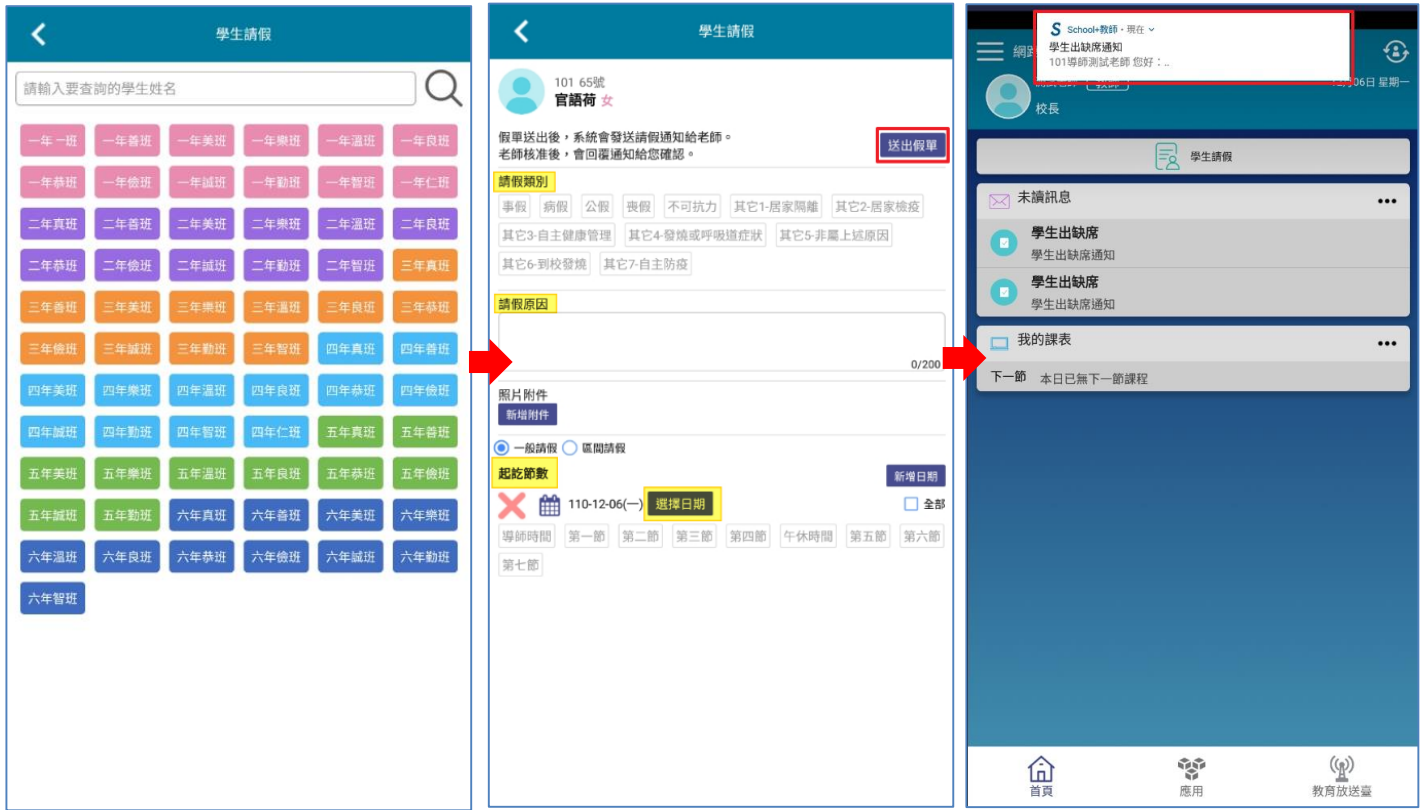 學生請假
請輸入要查詢的學生姓名
一年一班 一年善班 一年美班 一年樂班 一年溫班 一年良班
一年恭班 一年儉班 一年誠班 一年勤班 一年智班 一年仁班
二年真班 二年善班 二年美班 二年樂班 二年溫班 二年良班
二年恭班 二年儉班 二年誠班 二年勤班 二年智班 三年真班
三年善班 三年美班 三年樂班 三年溫班 三年良班 三年恭班
三年儉班 三年誠班 三年勤班 三年智班 四年真班 四年善班
四年美班 四年樂班 四年溫班 四年良班 四年恭班 四年儉班
四年誠班 四年勤班 四年智班 四年仁班 五年真班 五年善班
五年美班 五年樂班 五年溫班 五年良班 五年恭班 五年儉班
五年誠班 五年勤班 六年真班 六年善班 六年美班 六年樂班
六年溫班 六年良班 六年恭班 六年儉班 六年誠班 六年勤班
六年智班
學生請假
101 65號
官語荷 女
假單送出後,系統會發送請假通知給老師。
老師核准後,會回覆通知給您確認。
送出假單
請假類別
事假 病假 公假 喪假 不可抗力 其它1-居家隔離 其它2-居家檢疫
其它3-自主健康管理 其它4-發燒或呼吸道症狀 其它5-非屬上述原因
其它6-到校發燒 其它7-自主防疫
請假原因
0/200
照片附件
新增附件
一般請假 區間請假
起訖節數 新增日期
110-12-06(一) 選擇日期 全部
導師時間 第一節 第二節 第三節 第四節 午休時間 第五節 第六節
第七節
S School+教師・現在
學生出缺席通知
101導師測試老師 您好:..
網路
06日 星期一
校長
學生請假
未讀訊息
學生出缺席
學生出缺席通知
學生出缺席
學生出缺席通知
我的課表
下一節 本日已無下一節課程
首頁 應用 教育放送臺